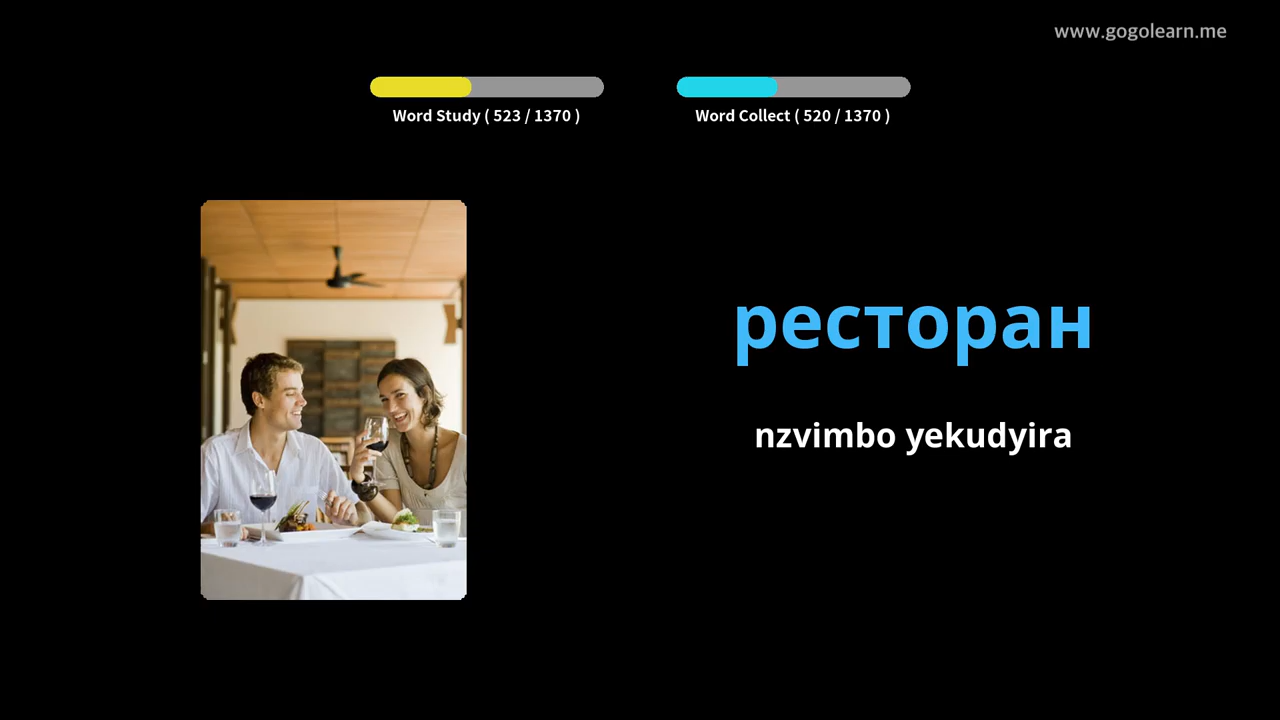 www.gogolearn.me
Word Study ( 523 / 1370 )
Word Collect ( 520 / 1370 )
ресторан
nzvimbo yekudyira